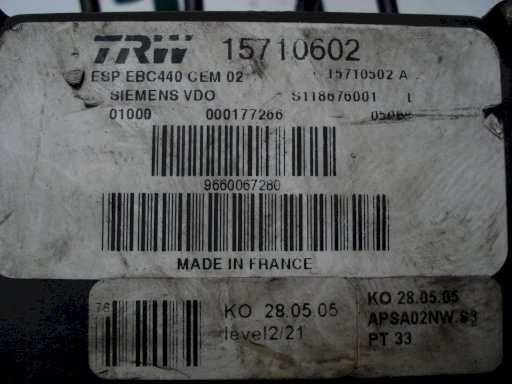 TRW 15710602
ESP EBC440 CEM 02 15710502 A
SIEMENS VDO S118676001 L
01000 000177266
9660067280
MADE IN FRANCE
76 KO 28.05.05
level2/21
KO 28.05.05
APSA02NW.S3
PT 33